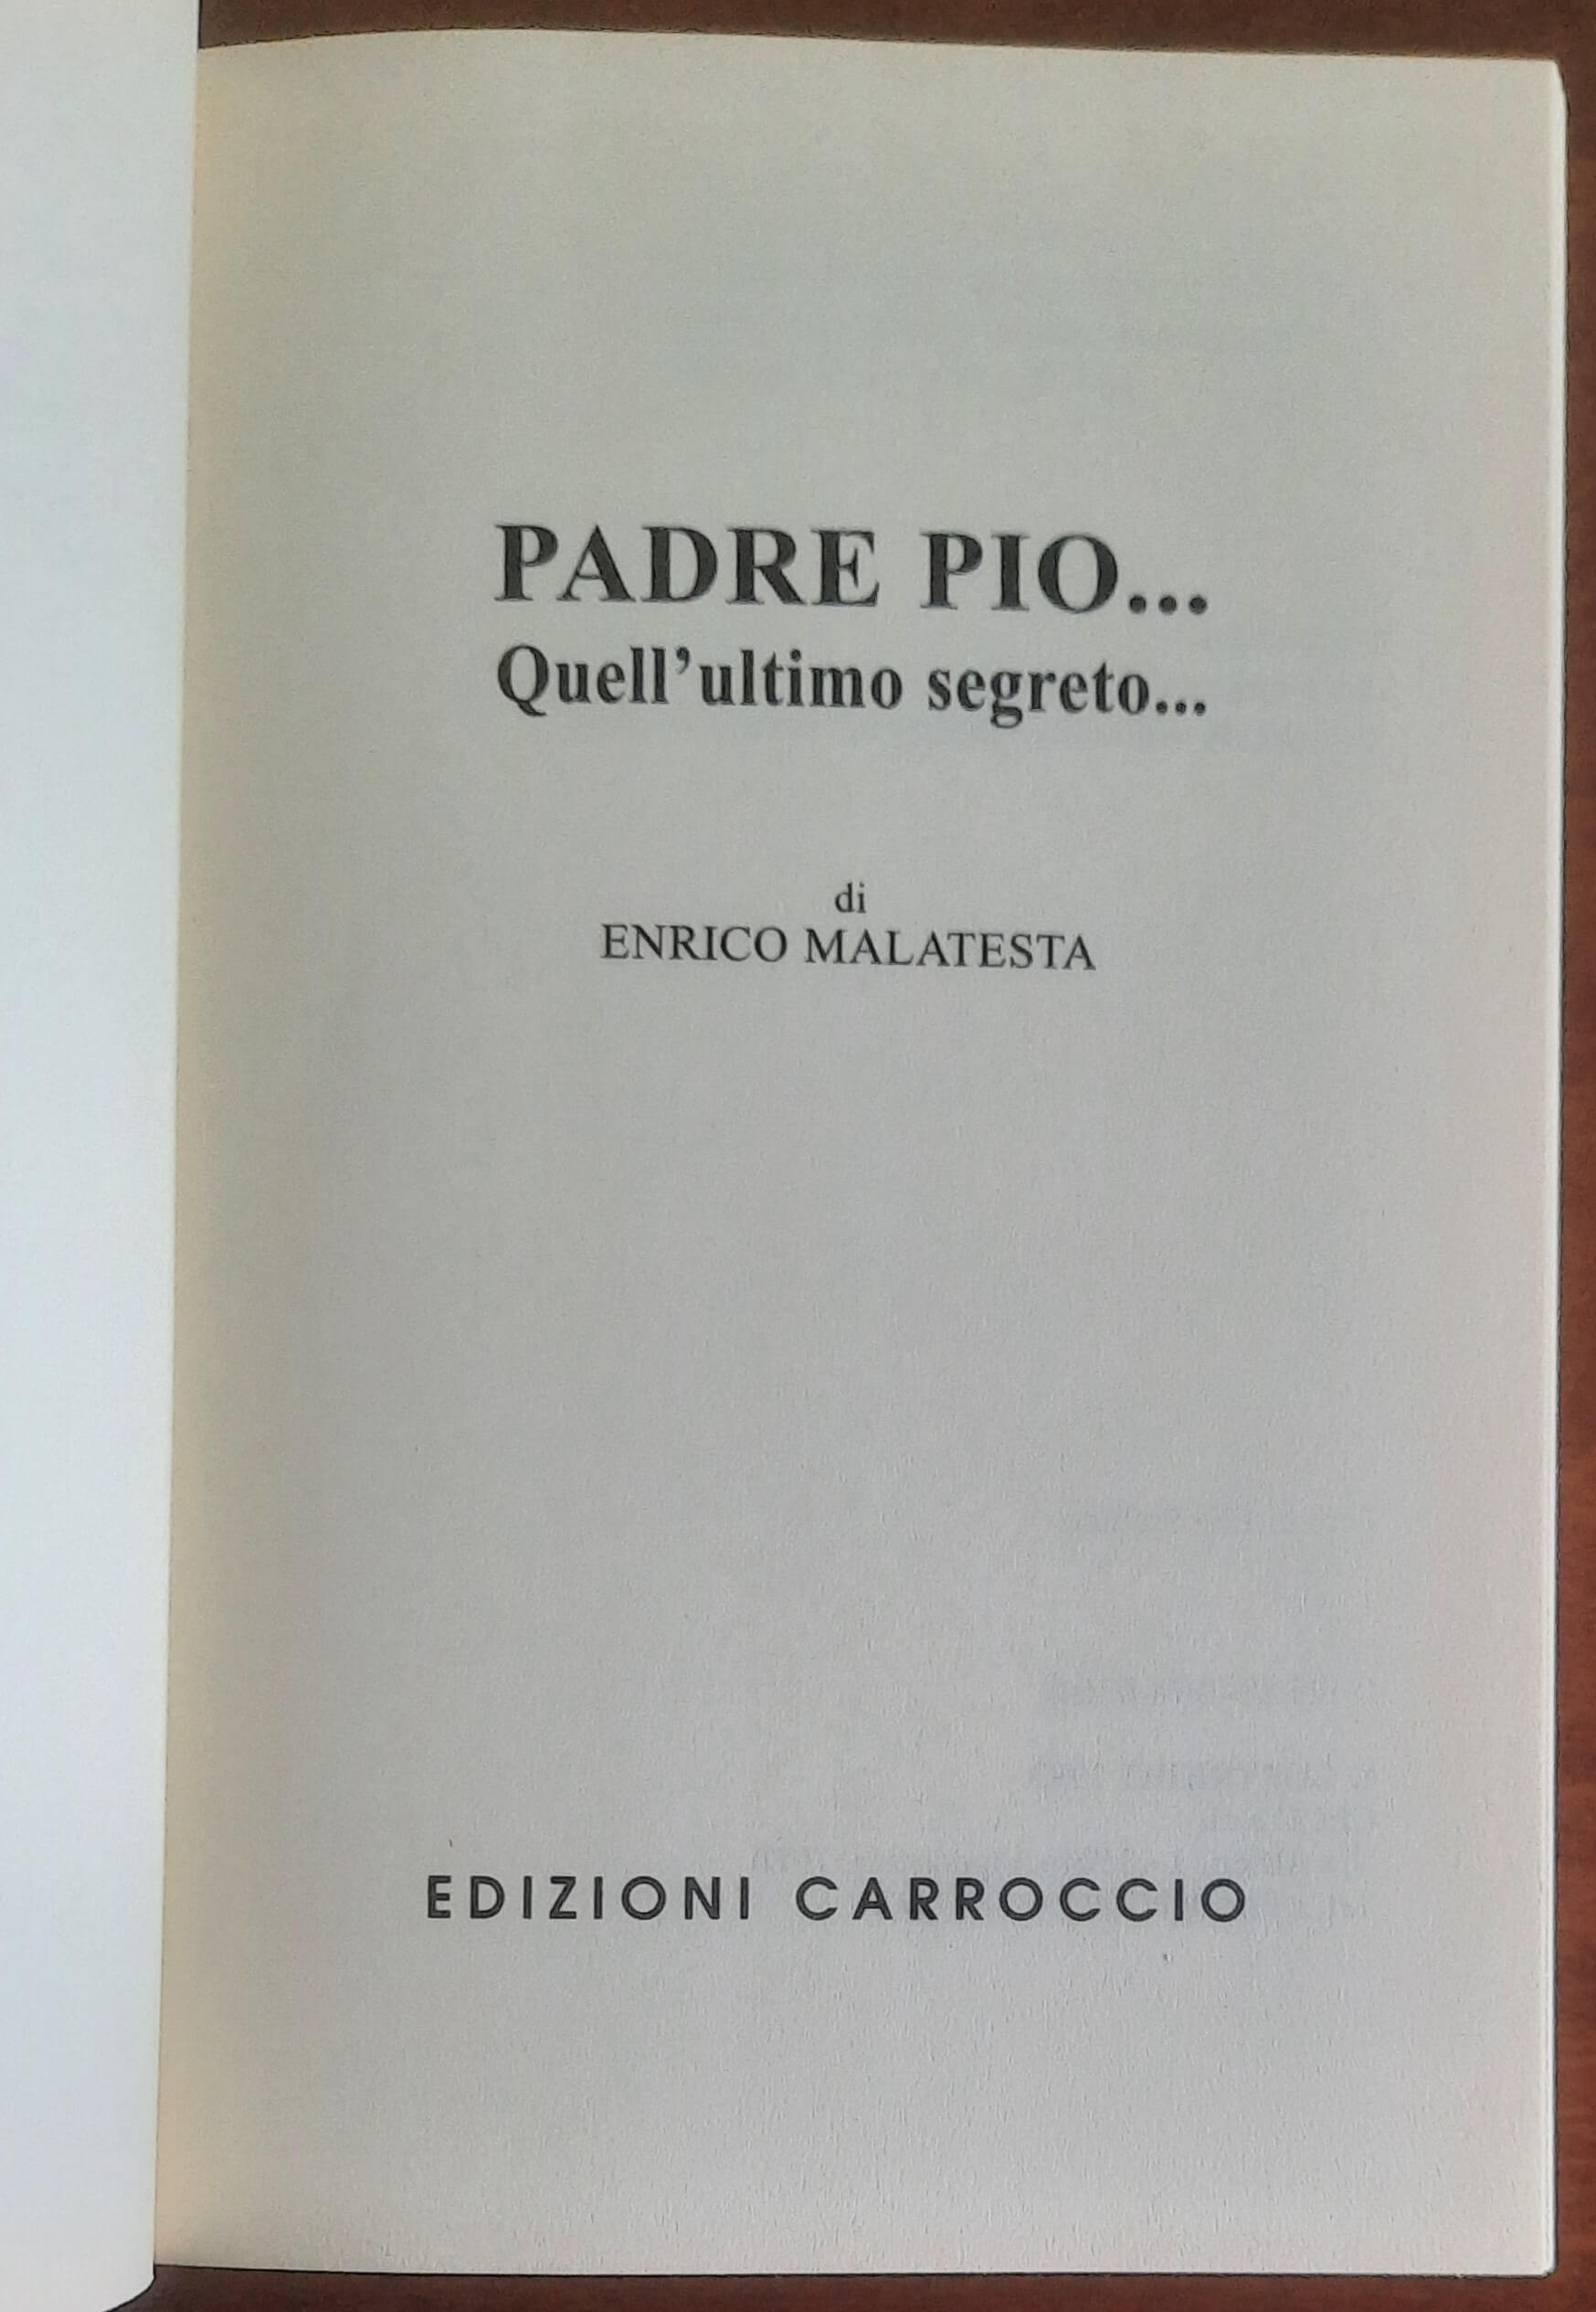 PADRE PIO...
Quell'ultimo segreto...
di
ENRICO MALATESTA
EDIZIONI CARROCCIO